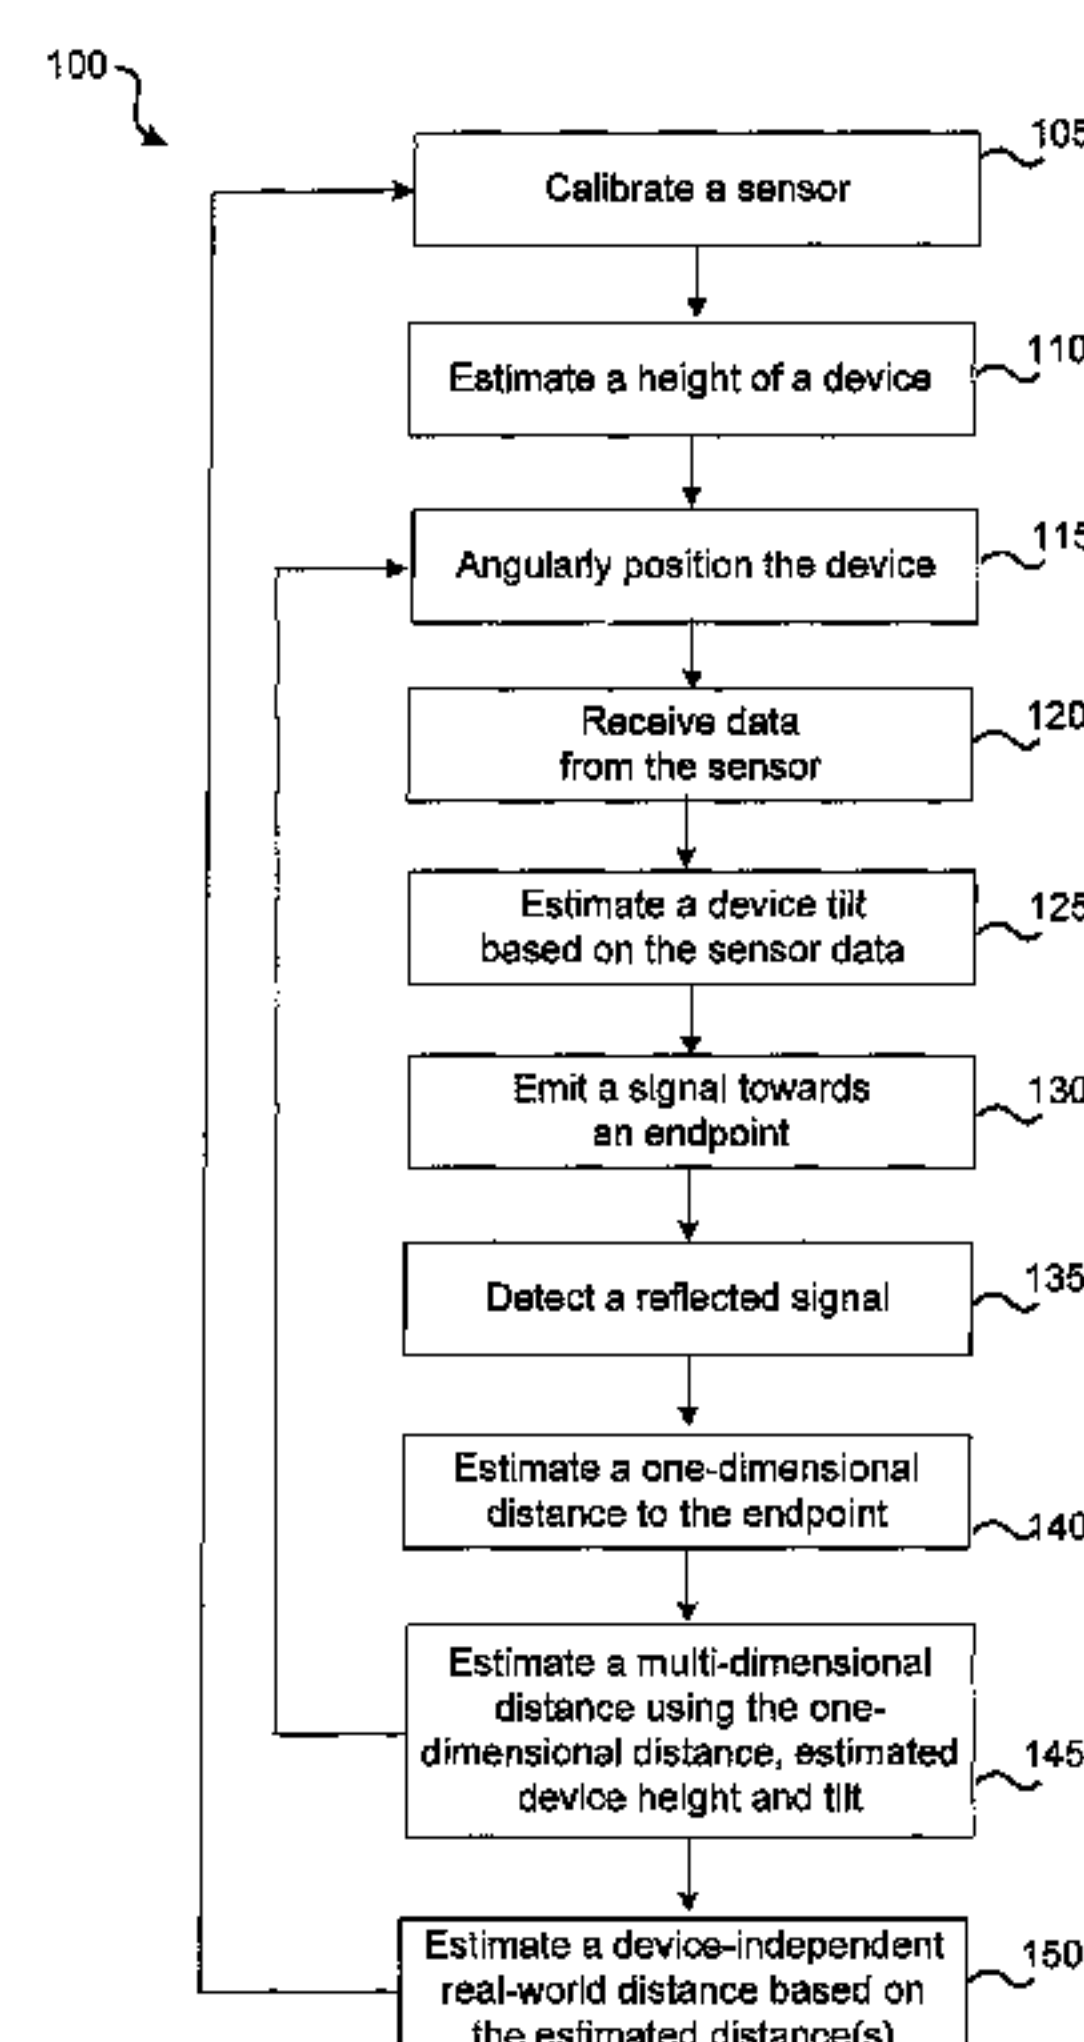 100
105
Calibrate a sensor
110
Estimate a height of a device
115
Angularly position the device
120
Receive data
from the sensor
125
Estimate a device tilt
based on the sensor data
130
Emit a signal towards
an endpoint
135
Detect a reflected signal
Estimate a one-dimensional
distance to the endpoint
140
Estimate a multi-dimensional
distance using the one-
dimensional distance, estimated
device height and tilt
145
Estimate a device-independent
real-world distance based on
the estimated distance(s)
150